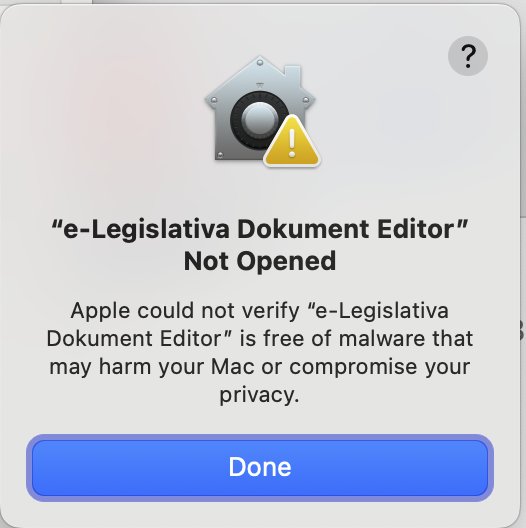 ?
“e-Legislativa Dokument Editor”
Not Opened
Apple could not verify “e-Legislativa
Dokument Editor” is free of malware that
may harm your Mac or compromise your
privacy.
Done